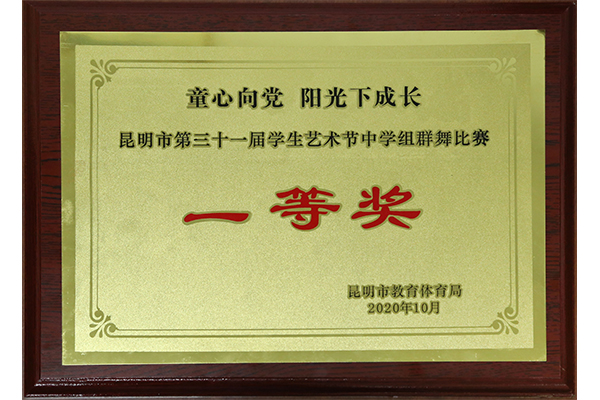 童心向党 阳光下成长
昆明市第三十一届学生艺术节中学组群舞比赛
一等奖
昆明市教育体育局
2020年10月